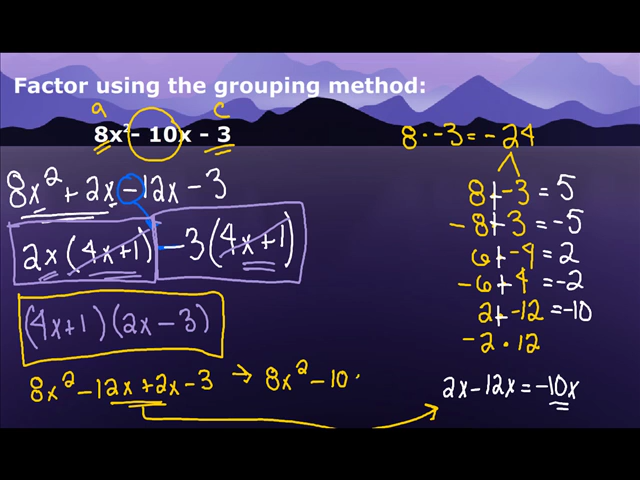 Factor using the grouping method:
a c
8x² - 10x - 3
8x² + 2x - 12x - 3
2x (4x+1) -3 (4x+1)
(4x+1) (2x-3)
8x² - 12x + 2x - 3 → 8x² - 10
8 · -3 = -24
8 + -3 = 5
-8 + 3 = -5
6 + -4 = 2
-6 + 4 = -2
2 + -12 = -10
-2 · 12
2x - 12x = -10x